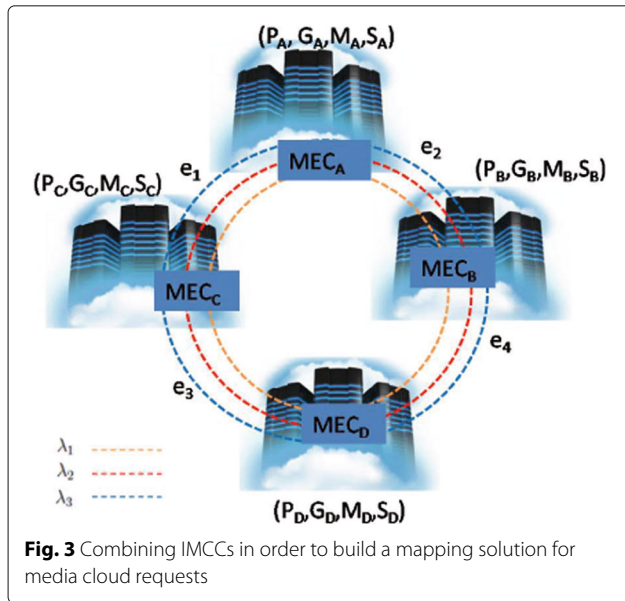 (P_A, G_A, M_A, S_A)
MEC_A
e_1
e_2
(P_C, G_C, M_C, S_C)
(P_B, G_B, M_B, S_B)
MEC_C
MEC_B
e_3
e_4
MEC_D
λ_1
λ_2
λ_3
(P_D, G_D, M_D, S_D)
Fig. 3 Combining IMCCs in order to build a mapping solution for
media cloud requests